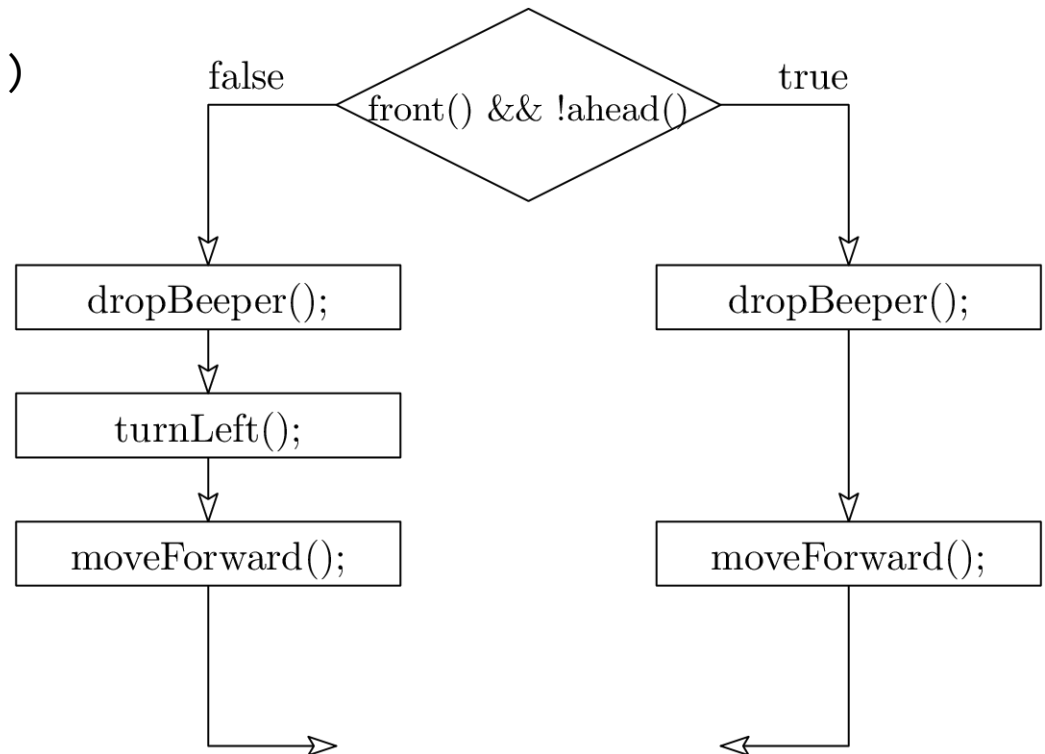 )
false
true
front() && !ahead()
dropBeeper();
dropBeeper();
turnLeft();
moveForward();
moveForward();